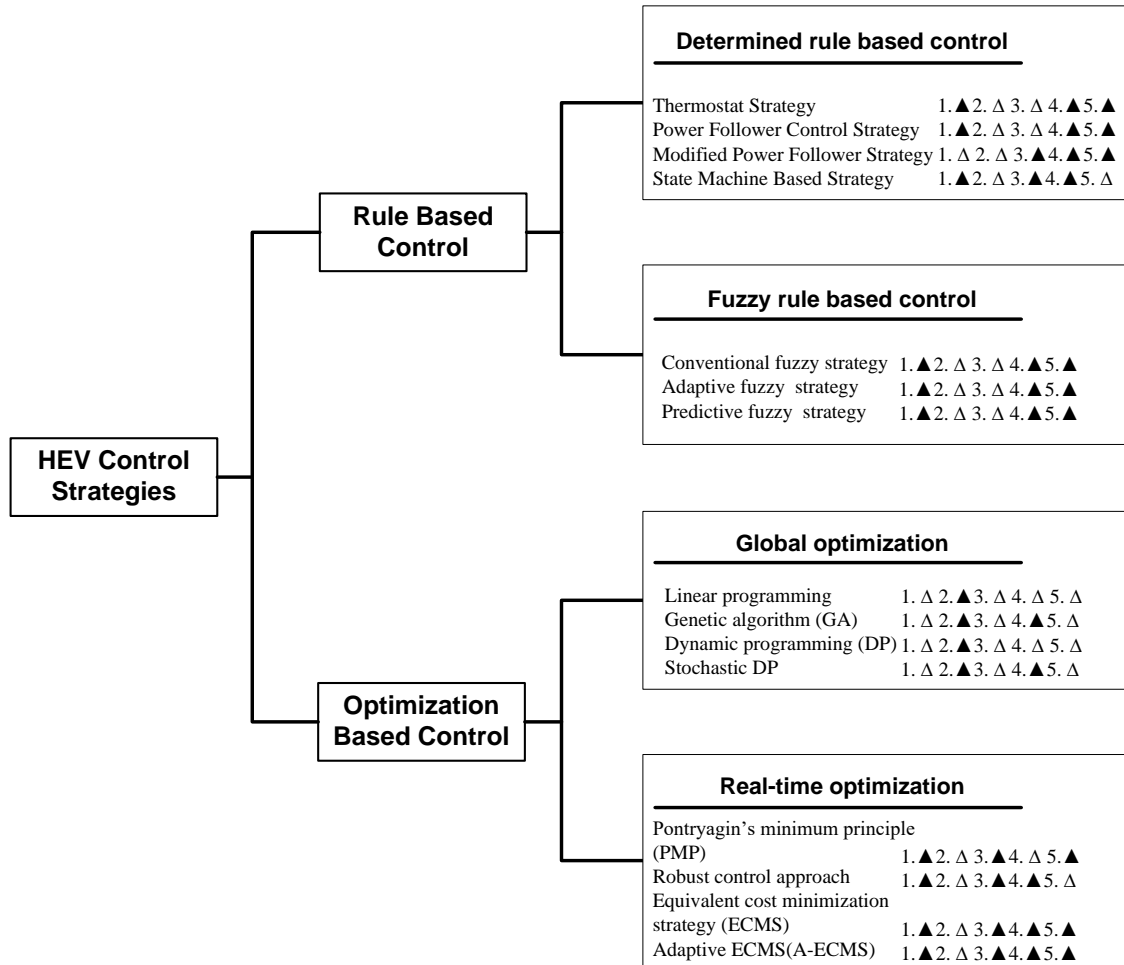 Determined rule based control
Thermostat Strategy 1.▲2. Δ 3. Δ 4.▲5.▲
Power Follower Control Strategy 1.▲2. Δ 3. Δ 4.▲5.▲
Modified Power Follower Strategy 1. Δ 2. Δ 3.▲4.▲5.▲
State Machine Based Strategy 1.▲2. Δ 3.▲4.▲5. Δ
Rule Based
Control
Fuzzy rule based control
Conventional fuzzy strategy 1.▲2. Δ 3. Δ 4.▲5.▲
Adaptive fuzzy strategy 1.▲2. Δ 3. Δ 4.▲5.▲
Predictive fuzzy strategy 1.▲2. Δ 3. Δ 4.▲5.▲
HEV Control
Strategies
Global optimization
Linear programming 1. Δ 2.▲3. Δ 4. Δ 5. Δ
Genetic algorithm (GA) 1. Δ 2.▲3. Δ 4.▲5. Δ
Dynamic programming (DP) 1. Δ 2.▲3. Δ 4. Δ 5. Δ
Stochastic DP 1. Δ 2.▲3. Δ 4.▲5. Δ
Optimization
Based Control
Real-time optimization
Pontryagin’s minimum principle
(PMP) 1.▲2. Δ 3.▲4. Δ 5.▲
Robust control approach 1.▲2. Δ 3.▲4.▲5. Δ
Equivalent cost minimization
strategy (ECMS) 1.▲2. Δ 3.▲4.▲5.▲
Adaptive ECMS(A-ECMS) 1.▲2. Δ 3.▲4.▲5.▲